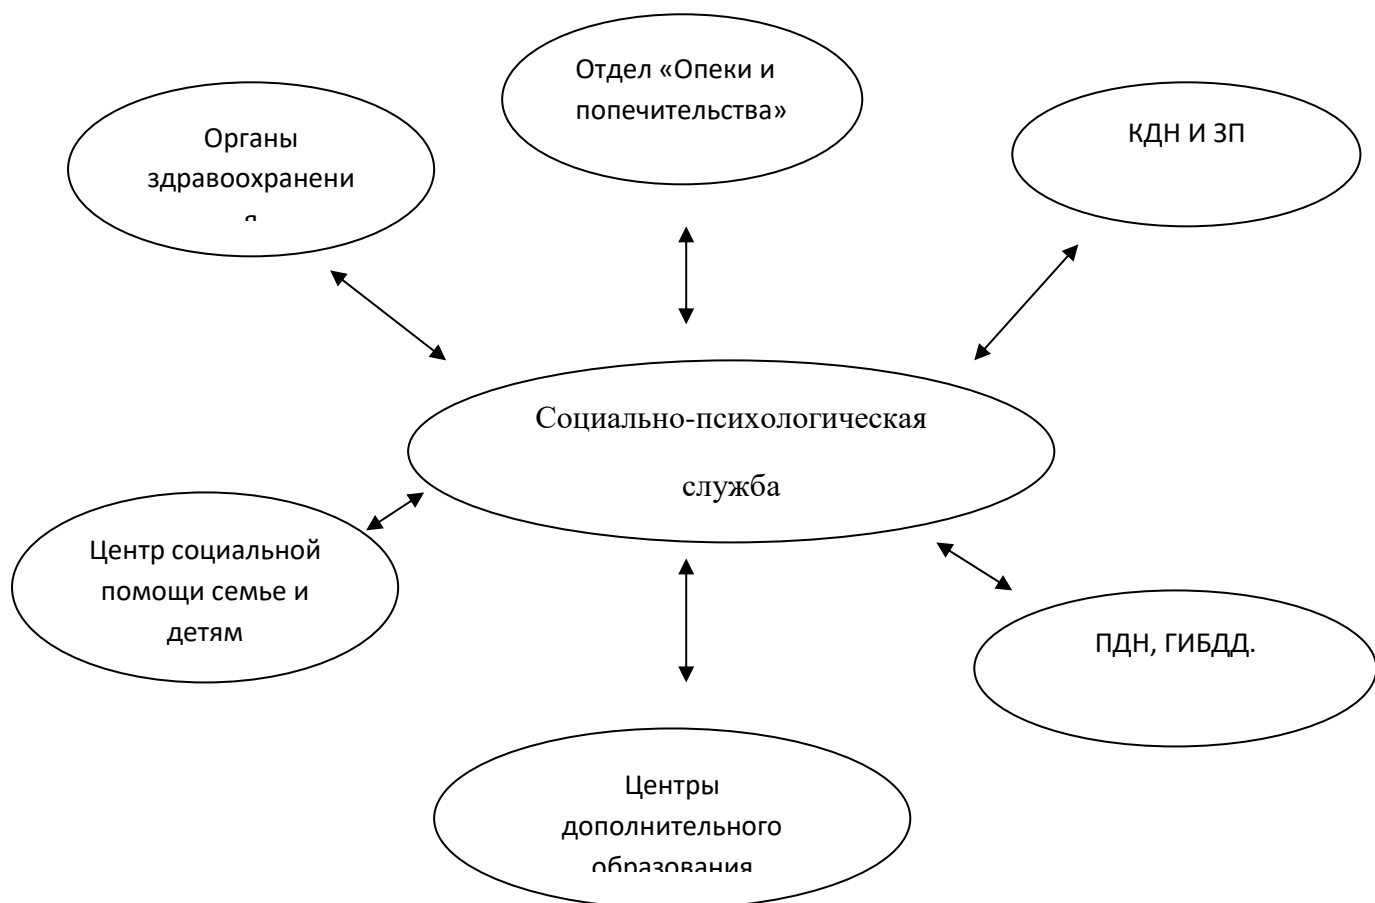 Отдел «Опеки и
попечительства»
Органы
здравоохранени
я
КДН И ЗП
Социально-психологическая
служба
Центр социальной
помощи семье и
детям
ПДН, ГИБДД.
Центры
дополнительного
образования